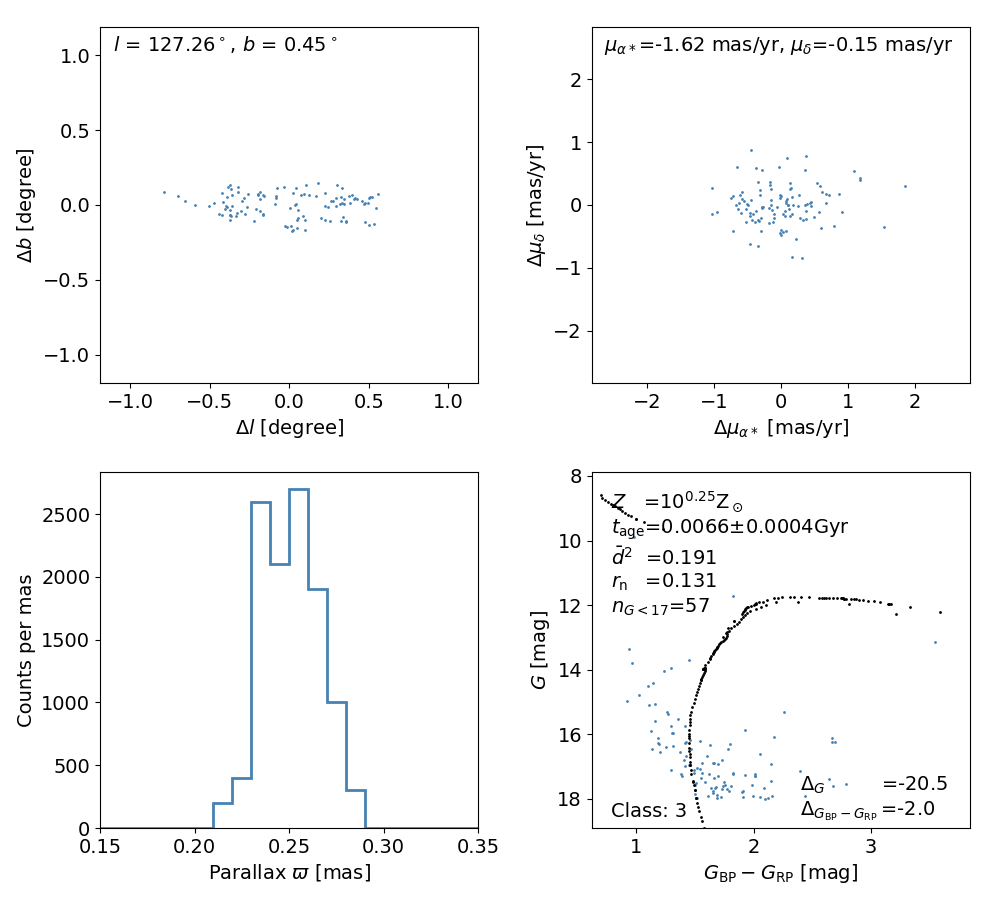 l = 127.26°, b = 0.45°
1.0
0.5
0.0
−0.5
−1.0
Δb [degree]
−1.0 −0.5 0.0 0.5 1.0
Δl [degree]
μα*=-1.62 mas/yr, μδ=-0.15 mas/yr
2
1
0
−1
−2
Δμδ [mas/yr]
−2 −1 0 1 2
Δμα* [mas/yr]
2500
2000
1500
1000
500
0
Counts per mas
0.15 0.20 0.25 0.30 0.35
Parallax ϖ [mas]
8
10
12
14
16
18
G [mag]
Z =10^0.25 Z⊙
t_age=0.0066±0.0004Gyr
d̄² =0.191
r_n =0.131
n_G<17=57
Δ_G =-20.5
Δ_GBP−GRP =-2.0
Class: 3
1 2 3
G_BP − G_RP [mag]